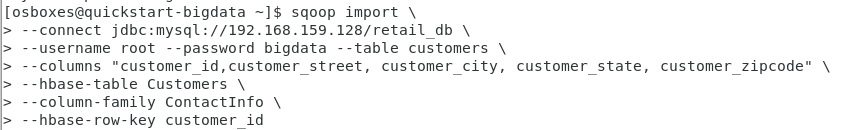 [osboxes@quickstart-bigdata ~]$ sqoop import \
> --connect jdbc:mysql://192.168.159.128/retail_db \
> --username root --password bigdata --table customers \
> --columns "customer_id,customer_street, customer_city, customer_state, customer_zipcode" \
> --hbase-table Customers \
> --column-family ContactInfo \
> --hbase-row-key customer_id